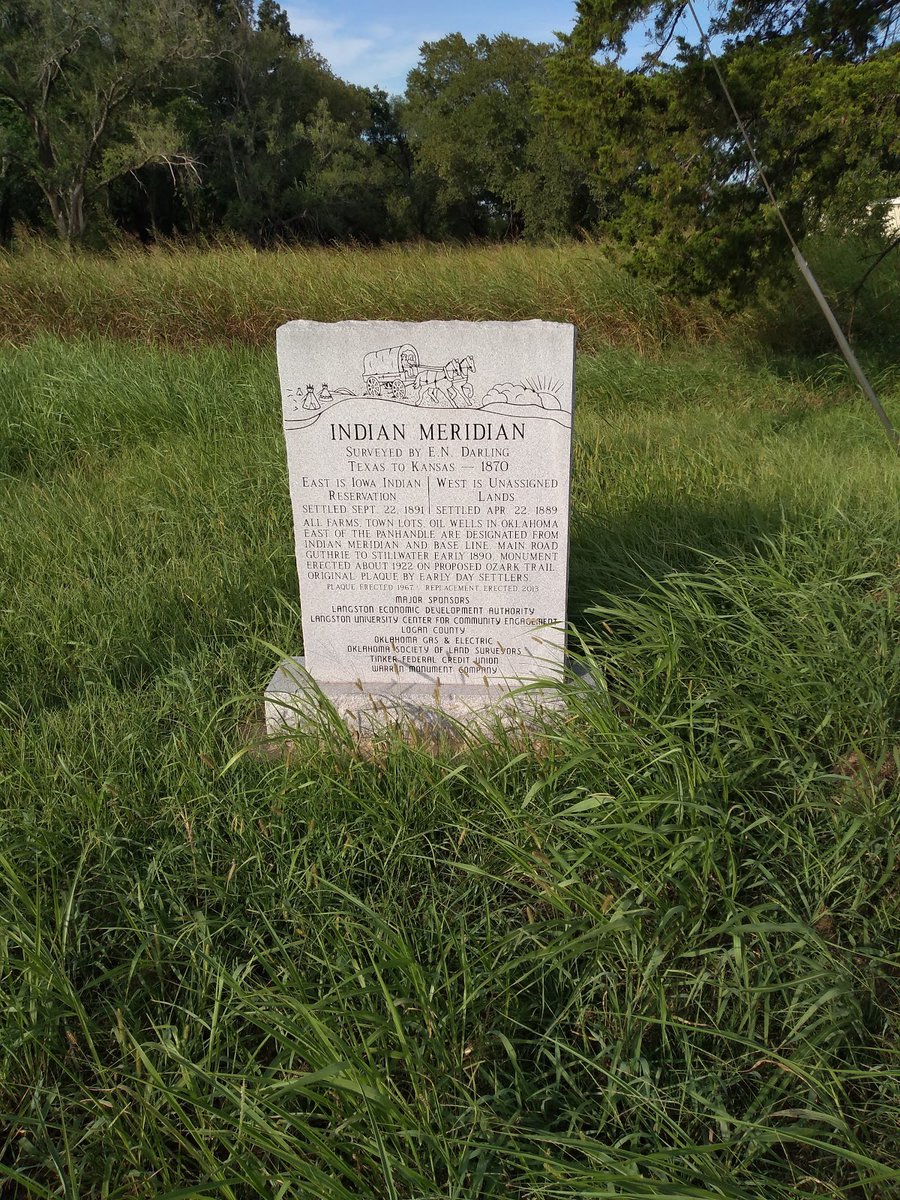 INDIAN MERIDIAN
SURVEYED BY E.N. DARLING
TEXAS TO KANSAS — 1870
EAST IS IOWA INDIAN
RESERVATION
SETTLED SEPT. 22, 1891
WEST IS UNASSIGNED
LANDS
SETTLED APR. 22, 1889
ALL FARMS, TOWN LOTS, OIL WELLS IN OKLAHOMA
EAST OF THE PANHANDLE ARE DESIGNATED FROM
INDIAN MERIDIAN AND BASE LINE. MAIN ROAD
GUTHRIE TO STILLWATER EARLY 1890. MONUMENT
ERECTED ABOUT 1922 ON PROPOSED OZARK TRAIL.
ORIGINAL PLAQUE BY EARLY DAY SETTLERS.
PLAQUE ERECTED 1967 - REPLACEMENT ERECTED 2013
MAJOR SPONSORS
LANGSTON ECONOMIC DEVELOPMENT AUTHORITY
LANGSTON UNIVERSITY CENTER FOR COMMUNITY ENGAGEMENT
LOGAN COUNTY
OKLAHOMA GAS & ELECTRIC
OKLAHOMA SOCIETY OF LAND SURVEYORS
TINKER FEDERAL CREDIT UNION
WARREN MONUMENT COMPANY